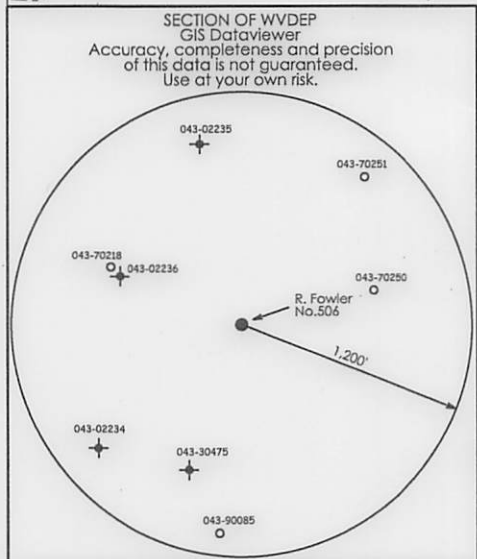 SECTION OF WVDEP
GIS Dataviewer
Accuracy, completeness and precision
of this data is not guaranteed.
Use at your own risk.
043-02235
043-70251
043-70218
043-02236
043-70250
R. Fowler
No.506
1,200'
043-02234
043-30475
043-90085